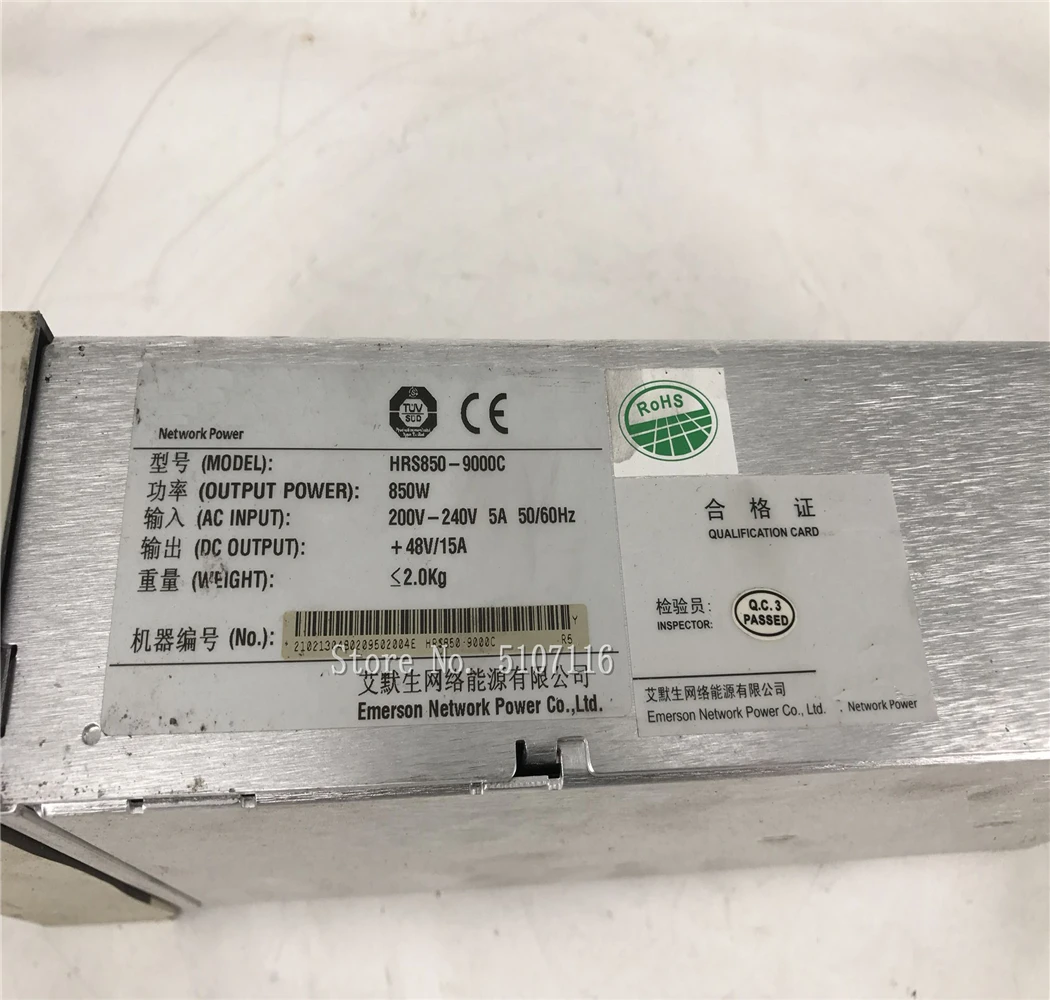 TÜV
SÜD
CE
Network Power
型号 (MODEL): HRS850-9000C
功率 (OUTPUT POWER): 850W
输入 (AC INPUT): 200V-240V 5A 50/60Hz
输出 (DC OUTPUT): +48V/15A
重量 (WEIGHT): ≤2.0Kg
机器编号 (No.):
Y
HRS850-9000C R5
Store No. 5107116
艾默生网络能源有限公司
Emerson Network Power Co.,Ltd.
RoHS
合格证
QUALIFICATION CARD
检验员:
INSPECTOR:
Q.C.3
PASSED
艾默生网络能源有限公司
Emerson Network Power Co., Ltd.
Network Power